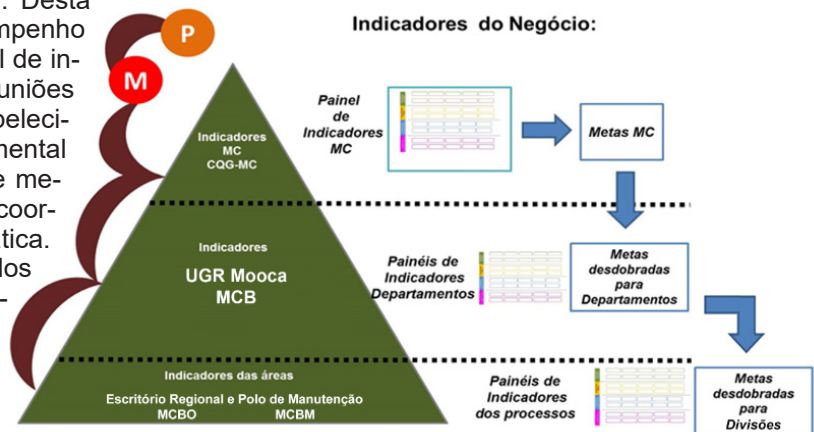 . Desta
mpenho
l de in-
uniões
beleci-
mental
e me-
coor-
tica.
dos
-
P
M
Indicadores do Negócio:
Indicadores
MC
CQG-MC
Painel
de
Indicadores
MC
Metas MC
Indicadores
UGR Mooca
MCB
Painéis de
Indicadores
Departamentos
Metas
desdobradas
para
Departamentos
Indicadores das áreas
Escritório Regional e Polo de Manutenção
MCBO MCBM
Painéis de
Indicadores
dos processos
Metas
desdobradas
para
Divisões